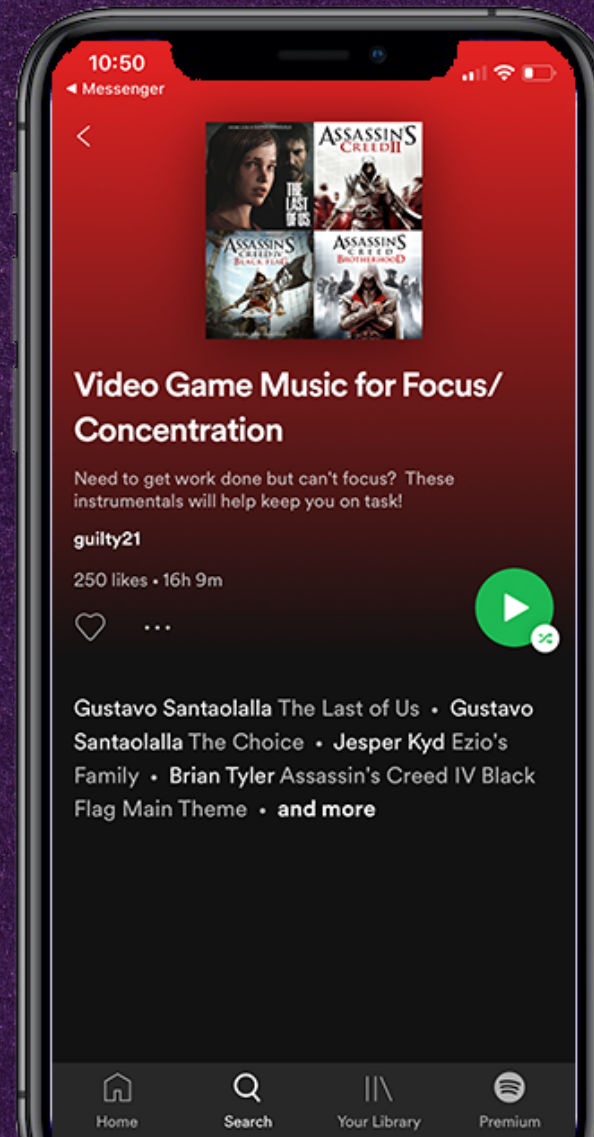 10:50
◀ Messenger
THE
LAST
OF US
ASSASSIN'S
CREED II
ASSASSIN'S
CREED IV
BLACK FLAG
ASSASSIN'S
CREED
BROTHERHOOD
Video Game Music for Focus/
Concentration
Need to get work done but can't focus? These
instrumentals will help keep you on task!
guilty21
250 likes • 16h 9m
Gustavo Santaolalla The Last of Us • Gustavo
Santaolalla The Choice • Jesper Kyd Ezio's
Family • Brian Tyler Assassin's Creed IV Black
Flag Main Theme • and more
Home Search Your Library Premium